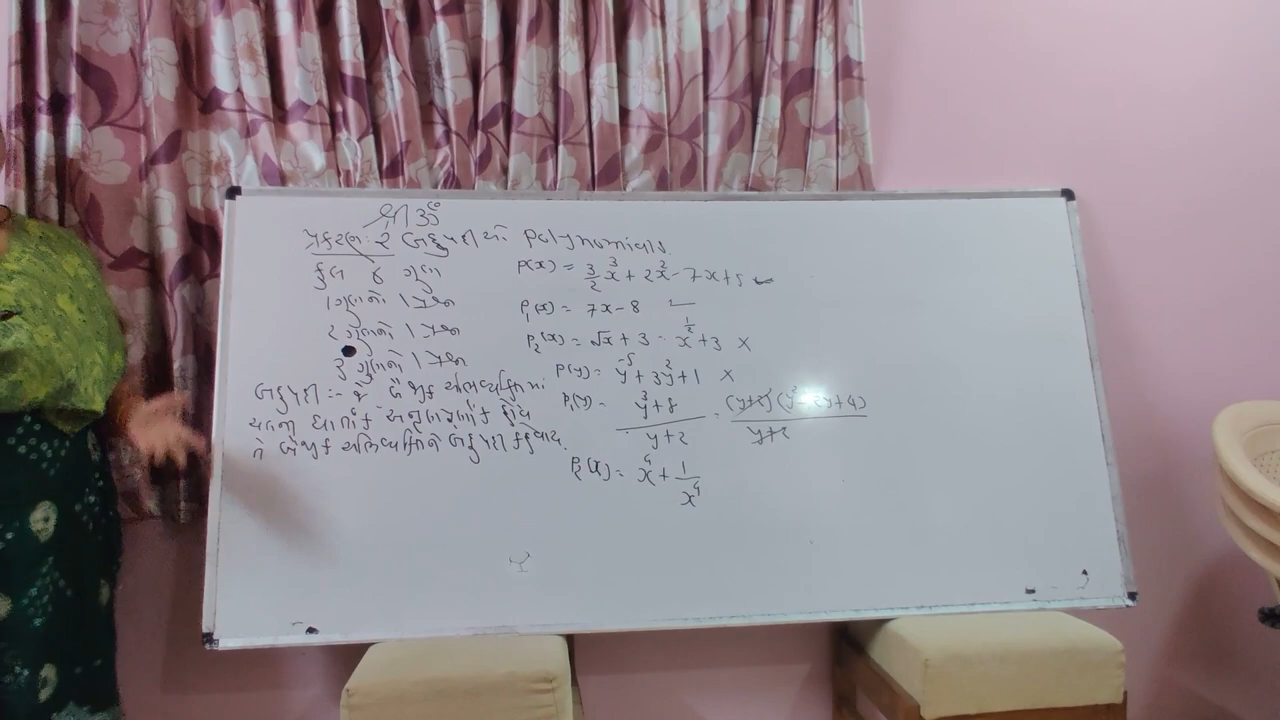 શ્રી ૐ
પ્રકરણ: ૨ બહુપદીઓ polynomials
કુલ ૬ ગુણ
૧ ગુણનો ૧ પ્રશ્ન
૨ ગુણનો ૧ પ્રશ્ન
૩ ગુણનો ૧ પ્રશ્ન
બહુપદી :- જે બૈજીક અભિવ્યક્તિમાં
ચલના ઘાતાંક અનૃણપૂર્ણાંક હોય
તે બૈજીક અભિવ્યક્તિને બહુપદી કહેવાય.
P(x) = 3/2 x³ + 2x² - 7x + 5 ✓
P₁(x) = 7x - 8 ✓
P₂(x) = √x + 3 = x^(1/2) + 3 ×
P(y) = y⁻⁵ + 3y² + 1 ×
P₁(y) = (y³ + 8)/(y + 2) = (y+2)(y² - 2y + 4)/(y+2)
P₂(x) = x⁴ + 1/x⁴